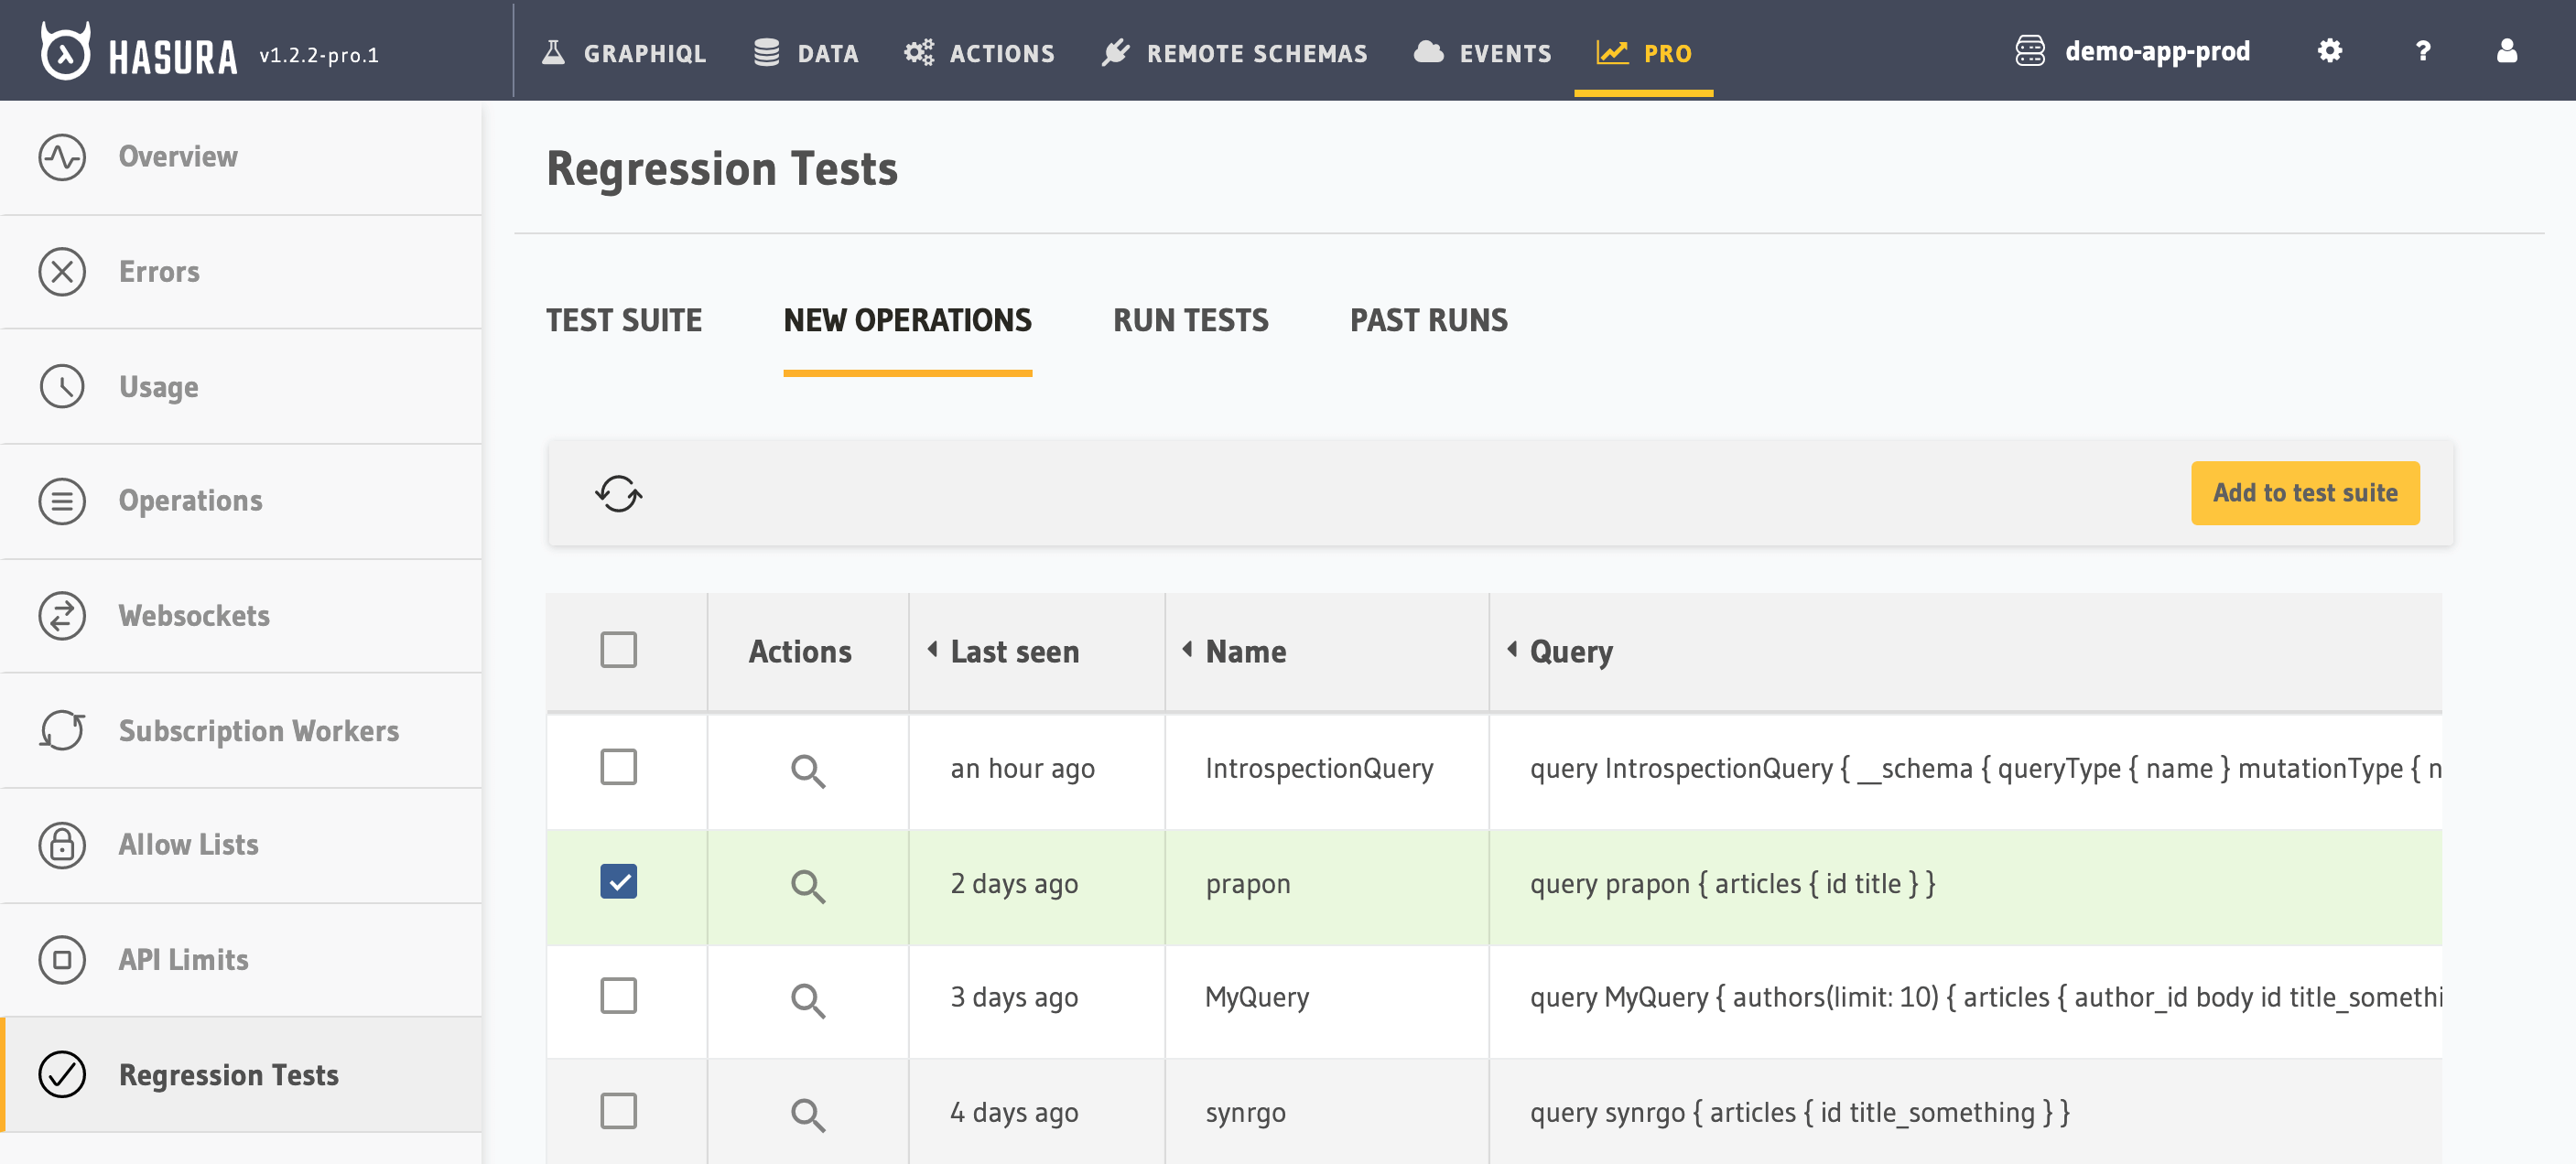 HASURA v1.2.2-pro.1 GRAPHIQL DATA ACTIONS REMOTE SCHEMAS EVENTS PRO demo-app-prod ?
Overview
Errors
Usage
Operations
Websockets
Subscription Workers
Allow Lists
API Limits
Regression Tests
Regression Tests
TEST SUITE NEW OPERATIONS RUN TESTS PAST RUNS
Add to test suite
Actions Last seen Name Query
an hour ago IntrospectionQuery query IntrospectionQuery { __schema { queryType { name } mutationType { n
2 days ago prapon query prapon { articles { id title } }
3 days ago MyQuery query MyQuery { authors(limit: 10) { articles { author_id body id title_somethi
4 days ago synrgo query synrgo { articles { id title_something } }